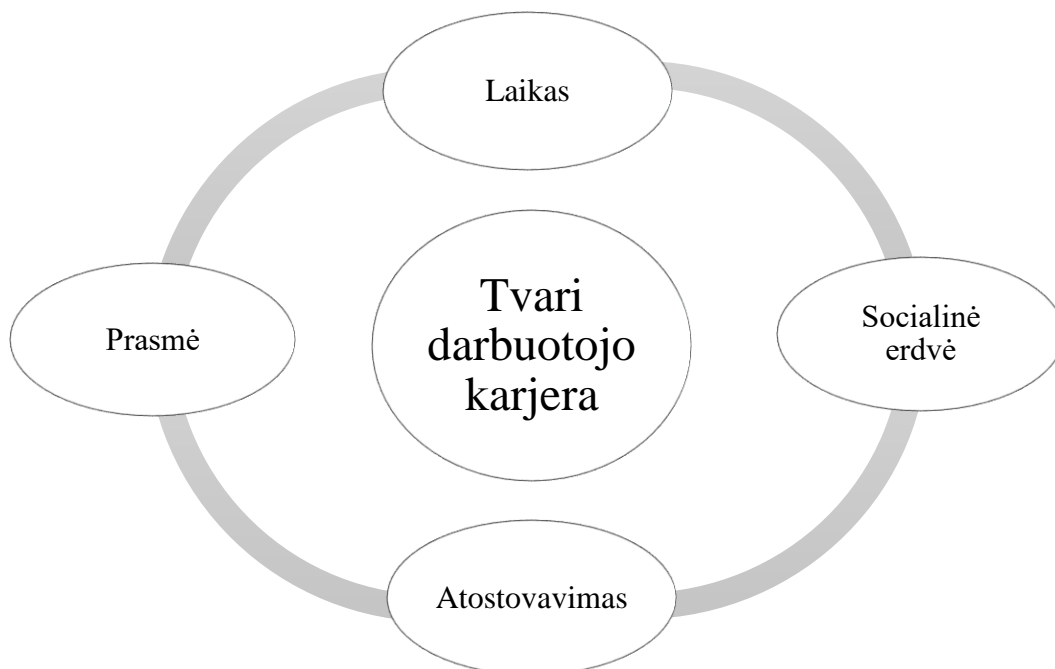 Laikas
Prasmė
Tvari
darbuotojo
karjera
Socialinė
erdvė
Atostovavimas